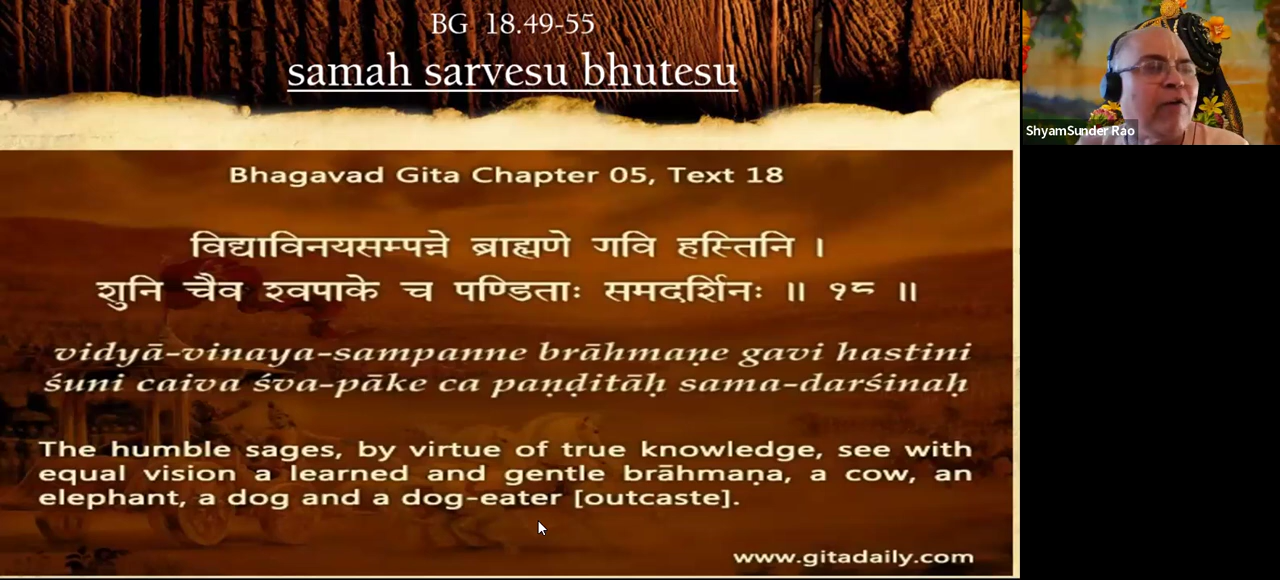 BG 18.49-55
samah sarvesu bhutesu
Bhagavad Gita Chapter 05, Text 18
विद्याविनयसम्पन्ने ब्राह्मणे गवि हस्तिनि ।
शुनि चैव श्वपाके च पण्डिताः समदर्शिनः ॥ १८ ॥
vidyā-vinaya-sampanne brāhmaṇe gavi hastini
śuni caiva śva-pāke ca paṇḍitāḥ sama-darśinaḥ
The humble sages, by virtue of true knowledge, see with
equal vision a learned and gentle brāhmaṇa, a cow, an
elephant, a dog and a dog-eater [outcaste].
www.gitadaily.com
ShyamSunder Rao